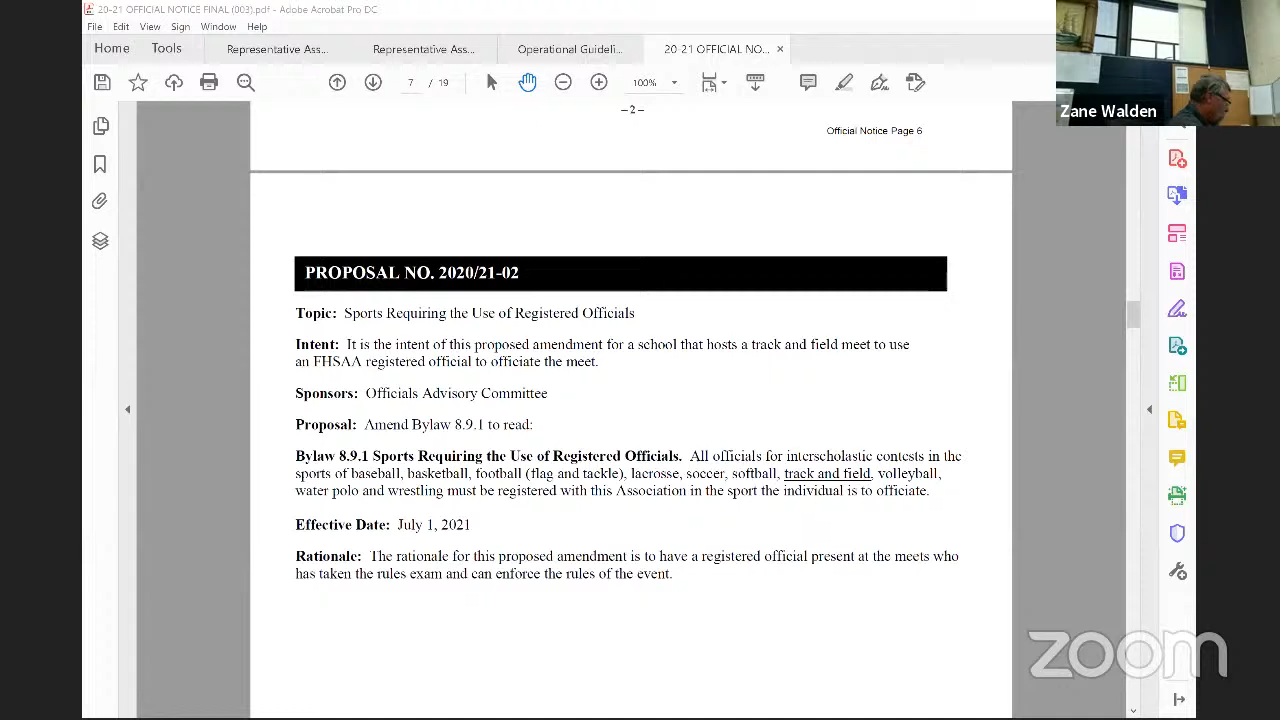 20-21 OFFICIAL NOTICE FINAL (003).pdf - Adobe Acrobat Pro DC
File Edit View Sign Window Help
Home Tools Representative Ass... Representative Ass... Operational Guideli 20-21 OFFICIAL NO... ×
7 / 19 100%
Zane Walden
–2–
Official Notice Page 6
PROPOSAL NO. 2020/21-02
Topic: Sports Requiring the Use of Registered Officials
Intent: It is the intent of this proposed amendment for a school that hosts a track and field meet to use
an FHSAA registered official to officiate the meet.
Sponsors: Officials Advisory Committee
Proposal: Amend Bylaw 8.9.1 to read:
Bylaw 8.9.1 Sports Requiring the Use of Registered Officials. All officials for interscholastic contests in the
sports of baseball, basketball, football (flag and tackle), lacrosse, soccer, softball, track and field, volleyball,
water polo and wrestling must be registered with this Association in the sport the individual is to officiate.
Effective Date: July 1, 2021
Rationale: The rationale for this proposed amendment is to have a registered official present at the meets who
has taken the rules exam and can enforce the rules of the event.
zoom